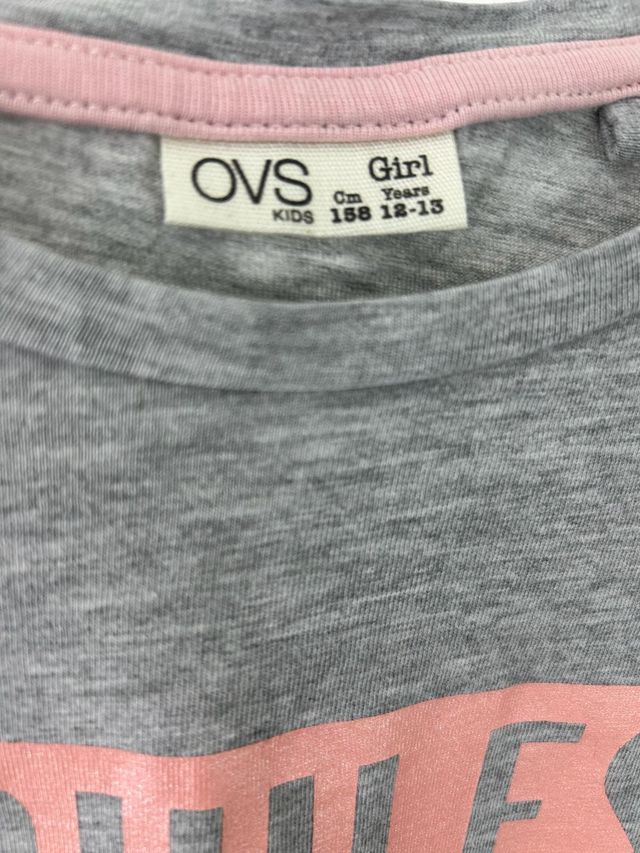 OVS
KIDS
Girl
Cm Years
158 12-13